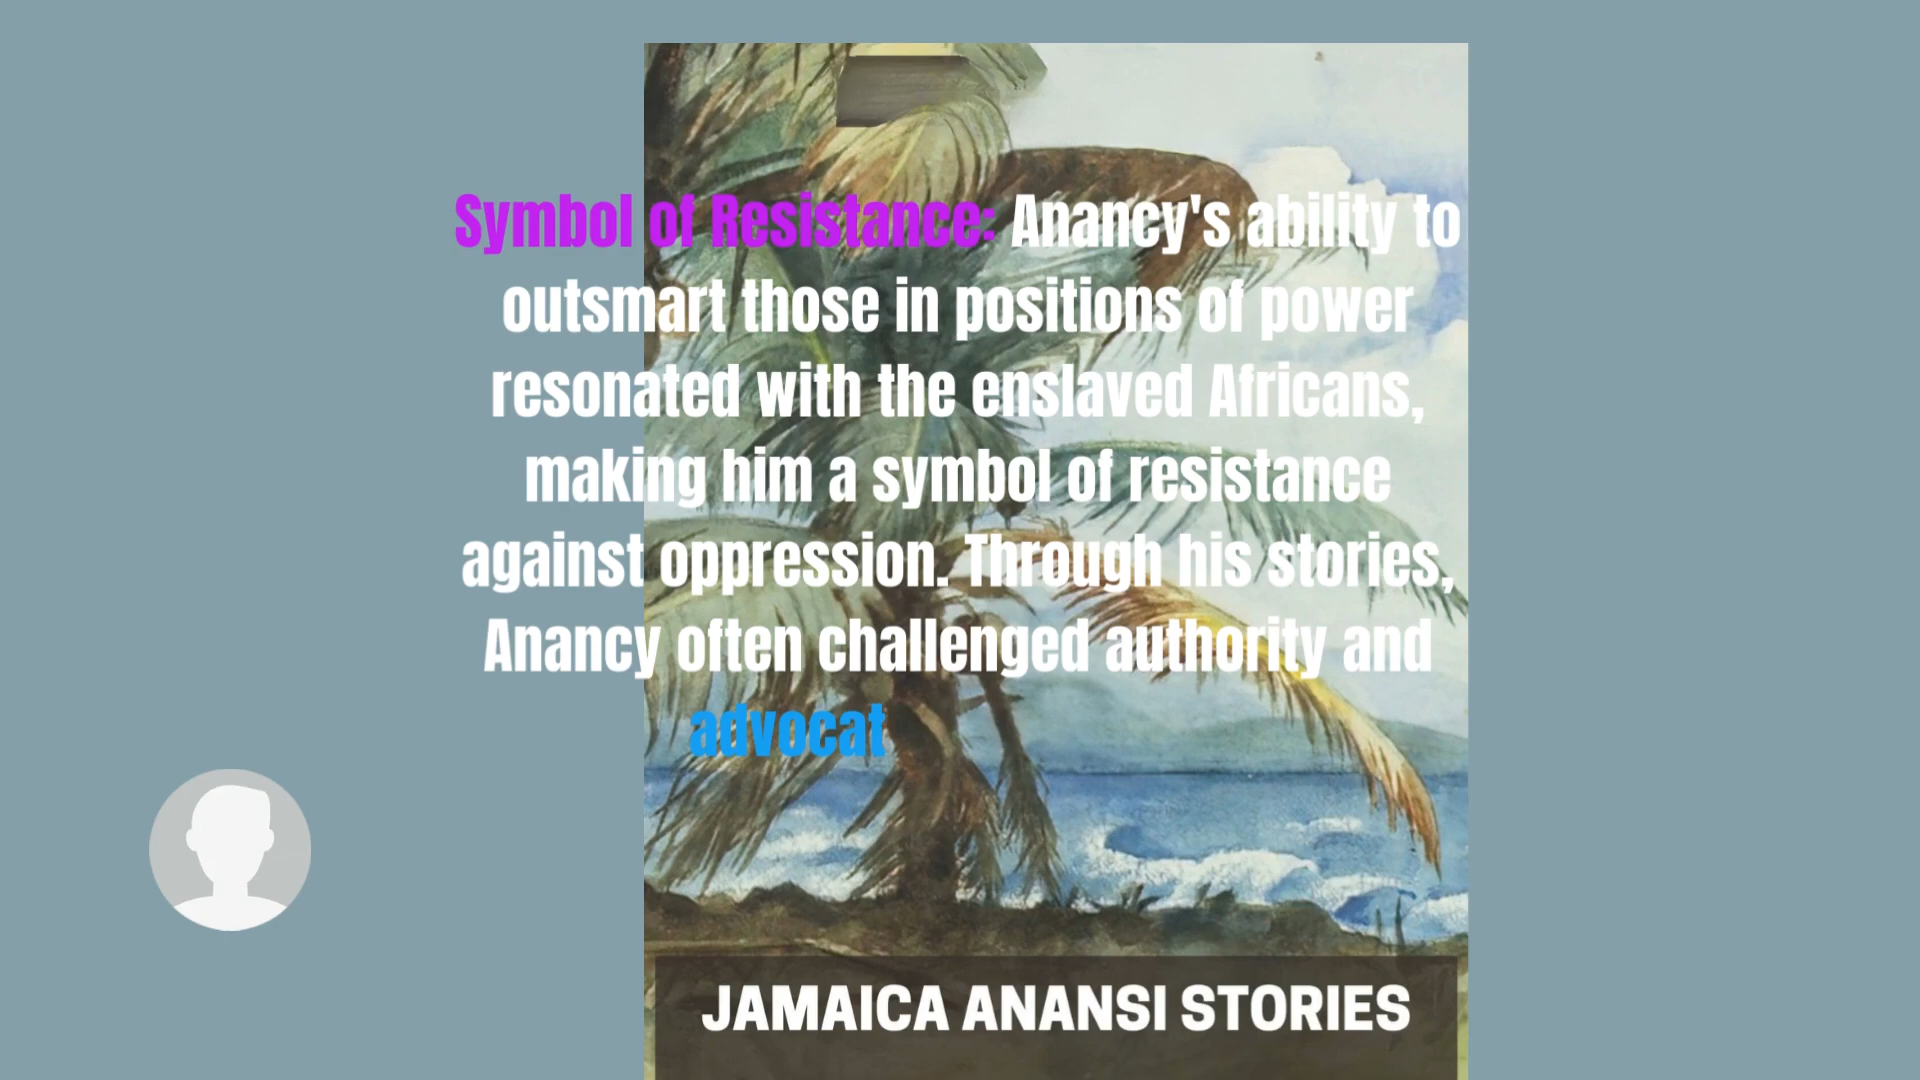 Symbol of Resistance: Anancy's ability to
outsmart those in positions of power
resonated with the enslaved Africans,
making him a symbol of resistance
against oppression. Through his stories,
Anancy often challenged authority and
advocat
JAMAICA ANANSI STORIES